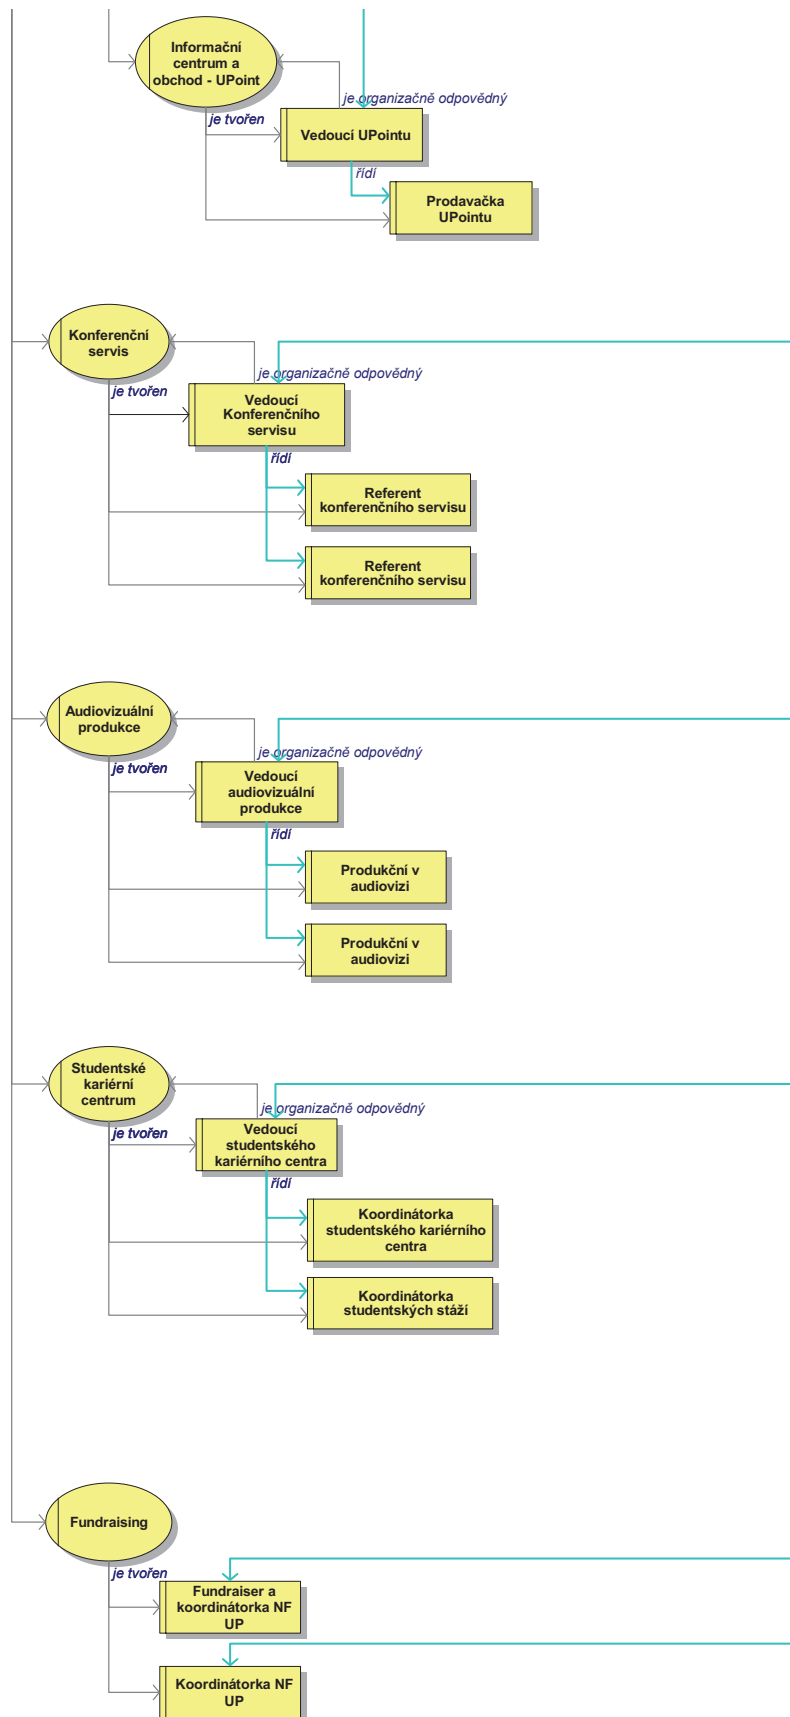 Informační
centrum a
obchod - UPoint
je organizačně odpovědný
je tvořen
Vedoucí UPointu
řídí
Prodavačka
UPointu
Konferenční
servis
je organizačně odpovědný
je tvořen
Vedoucí
Konferenčního
servisu
řídí
Referent
konferenčního servisu
Referent
konferenčního servisu
Audiovizuální
produkce
je organizačně odpovědný
je tvořen
Vedoucí
audiovizuální
produkce
řídí
Produkční v
audiovizi
Produkční v
audiovizi
Studentské
kariérní
centrum
je organizačně odpovědný
je tvořen
Vedoucí
studentského
kariérního centra
řídí
Koordinátorka
studentského kariérního
centra
Koordinátorka
studentských stáží
Fundraising
je tvořen
Fundraiser a
koordinátorka NF
UP
Koordinátorka NF
UP